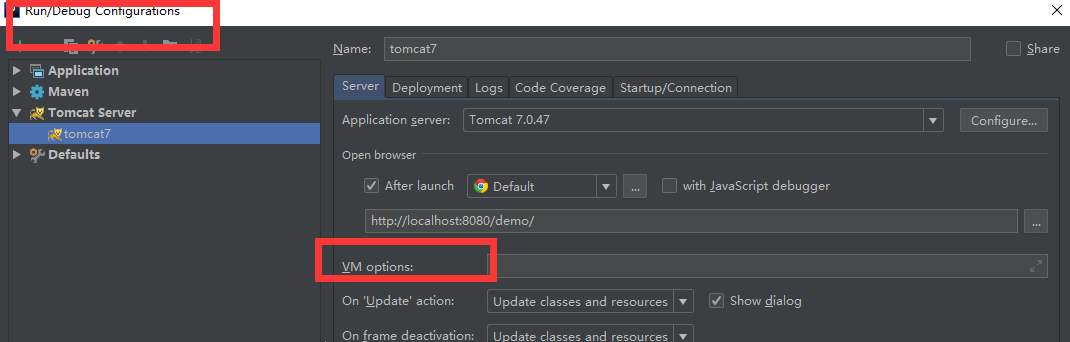 Run/Debug Configurations
Name: tomcat7 Share
Application
Maven
Tomcat Server
tomcat7
Defaults
Server Deployment Logs Code Coverage Startup/Connection
Application server: Tomcat 7.0.47 Configure...
Open browser
After launch Default ... with JavaScript debugger
http://localhost:8080/demo/ ...
VM options:
On 'Update' action: Update classes and resources Show dialog
On frame deactivation: Update classes and resources